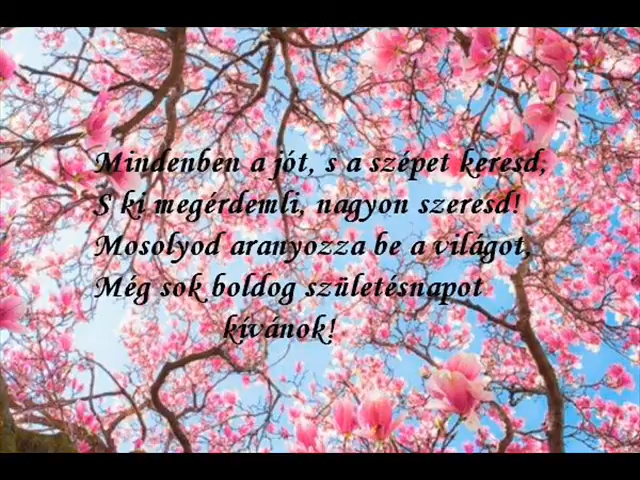 Mindenben a jót, s a szépet keresd,
S ki megérdemli, nagyon szeresd!
Mosolyod aranyozza be a világot,
Még sok boldog születésnapot
kívánok!